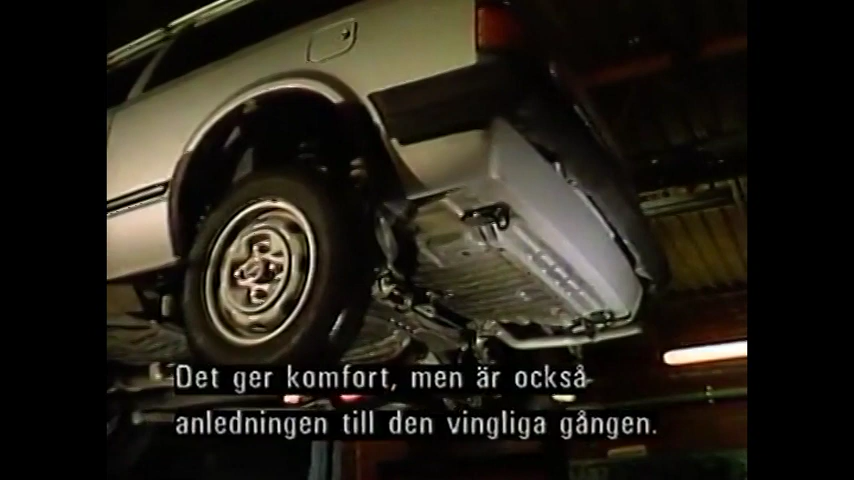 Det ger komfort, men är också
anledningen till den vingliga gången.